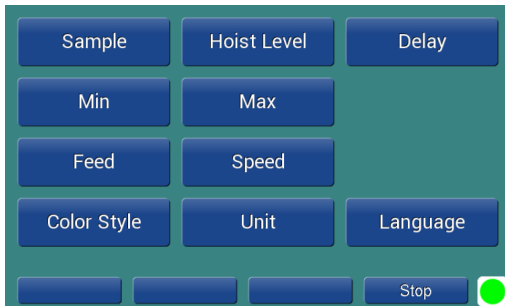 Sample Hoist Level Delay
Min Max
Feed Speed
Color Style Unit Language
Stop